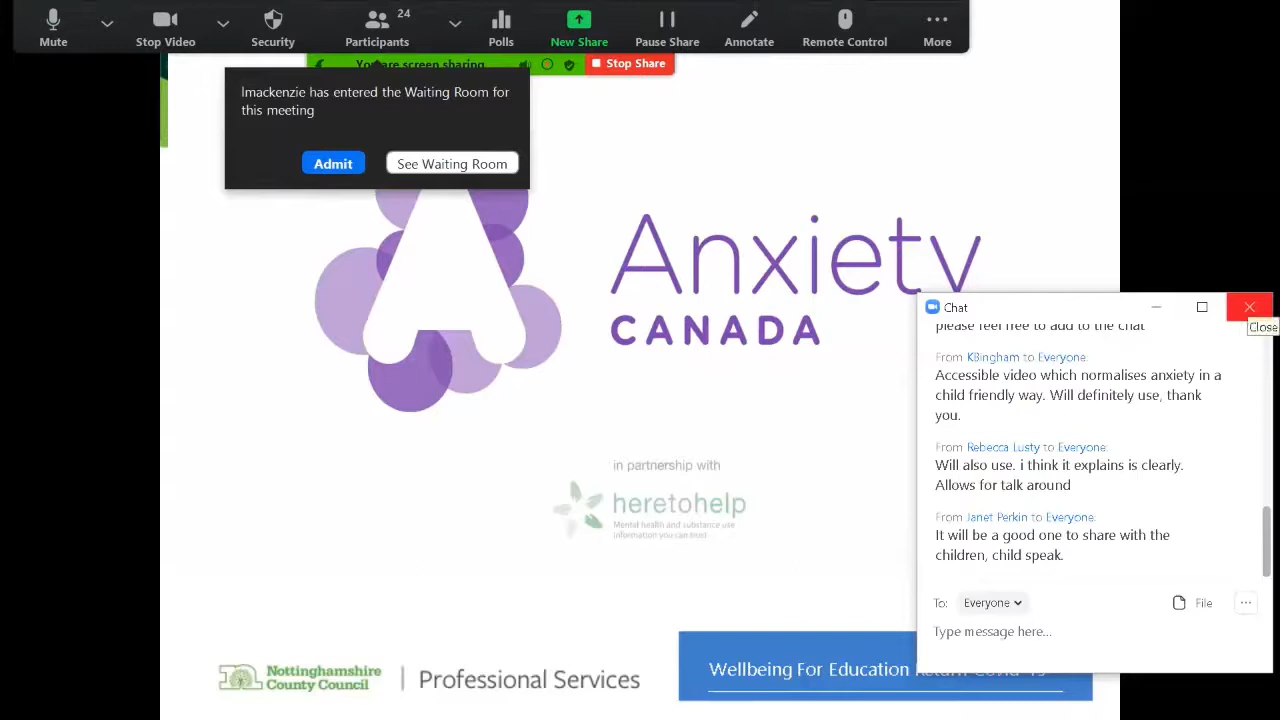 24
Mute
Stop Video
Security
Participants
Polls
New Share
Pause Share
Annotate
Remote Control
More
You are screen sharing
Stop Share
Imackenzie has entered the Waiting Room for
this meeting
Admit
See Waiting Room
Anxiety
CANADA
in partnership with
heretohelp
Mental health and substance use
information you can trust
Chat
Close
please feel free to add to the chat
From KBingham to Everyone:
Accessible video which normalises anxiety in a
child friendly way. Will definitely use, thank
you.
From Rebecca Lusty to Everyone:
Will also use. i think it explains is clearly.
Allows for talk around
From Janet Perkin to Everyone:
It will be a good one to share with the
children, child speak.
To: Everyone
File
Type message here...
Nottinghamshire
County Council
Professional Services
Wellbeing For Education Return Covid-19